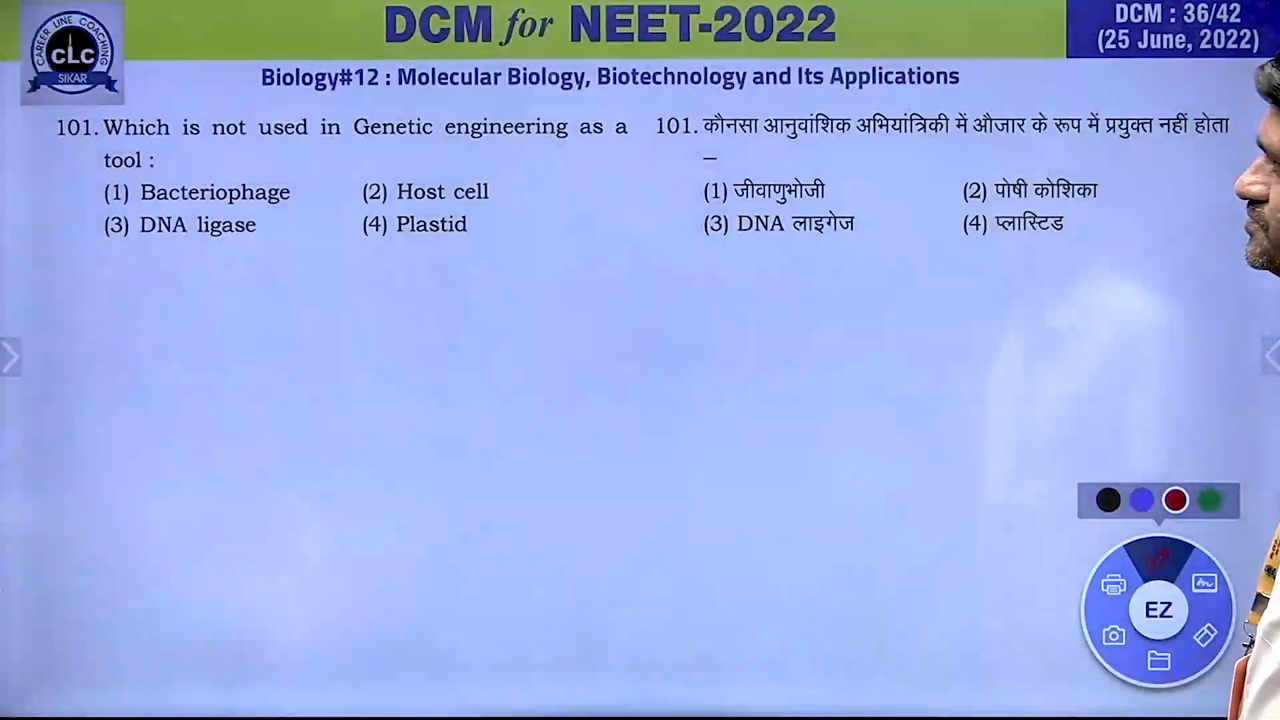 DCM for NEET-2022
DCM : 36/42
(25 June, 2022)
CAREER LINE COACHING
CLC
SIKAR
Biology#12 : Molecular Biology, Biotechnology and Its Applications
101. Which is not used in Genetic engineering as a
tool :
(1) Bacteriophage (2) Host cell
(3) DNA ligase (4) Plastid
101. कौनसा आनुवांशिक अभियांत्रिकी में औजार के रूप में प्रयुक्त नहीं होता
–
(1) जीवाणुभोजी (2) पोषी कोशिका
(3) DNA लाइगेज (4) प्लास्टिड
EZ